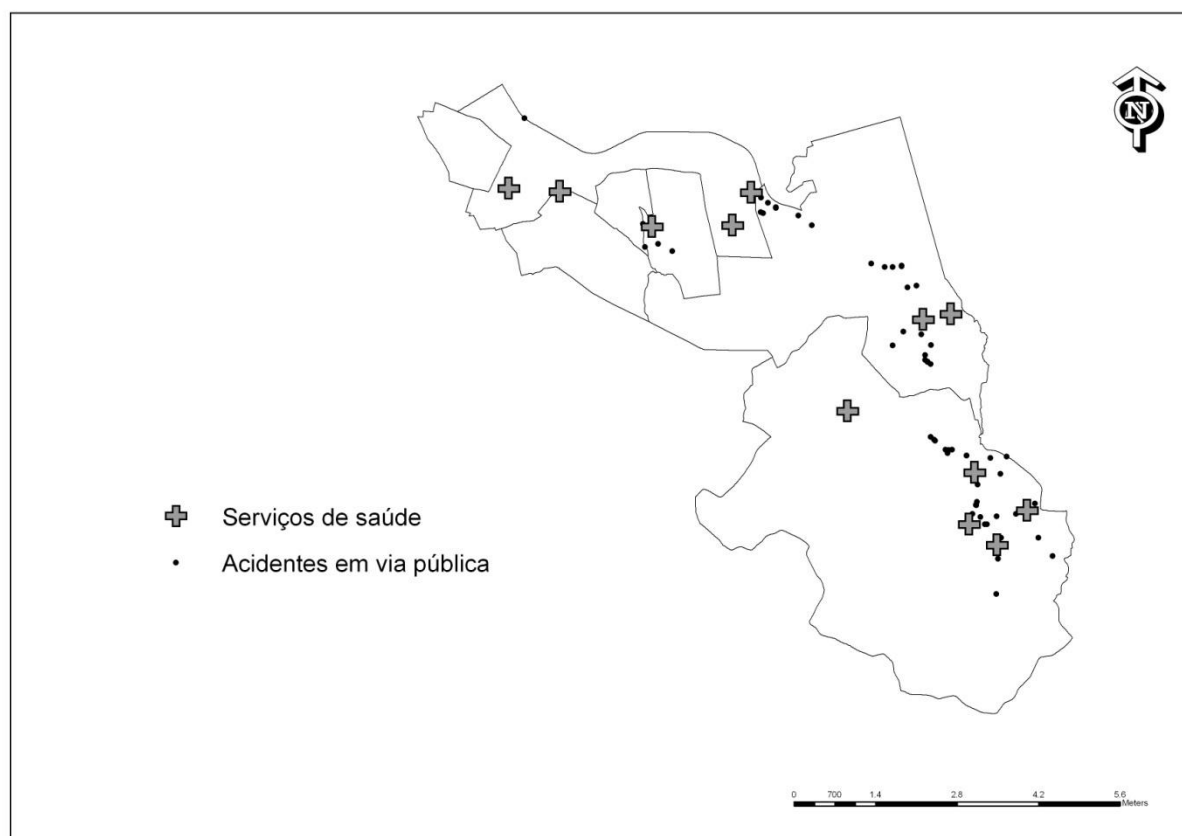 N
Serviços de saúde
Acidentes em via pública
0 700 1.4 2.8 4.2 5.6
Meters